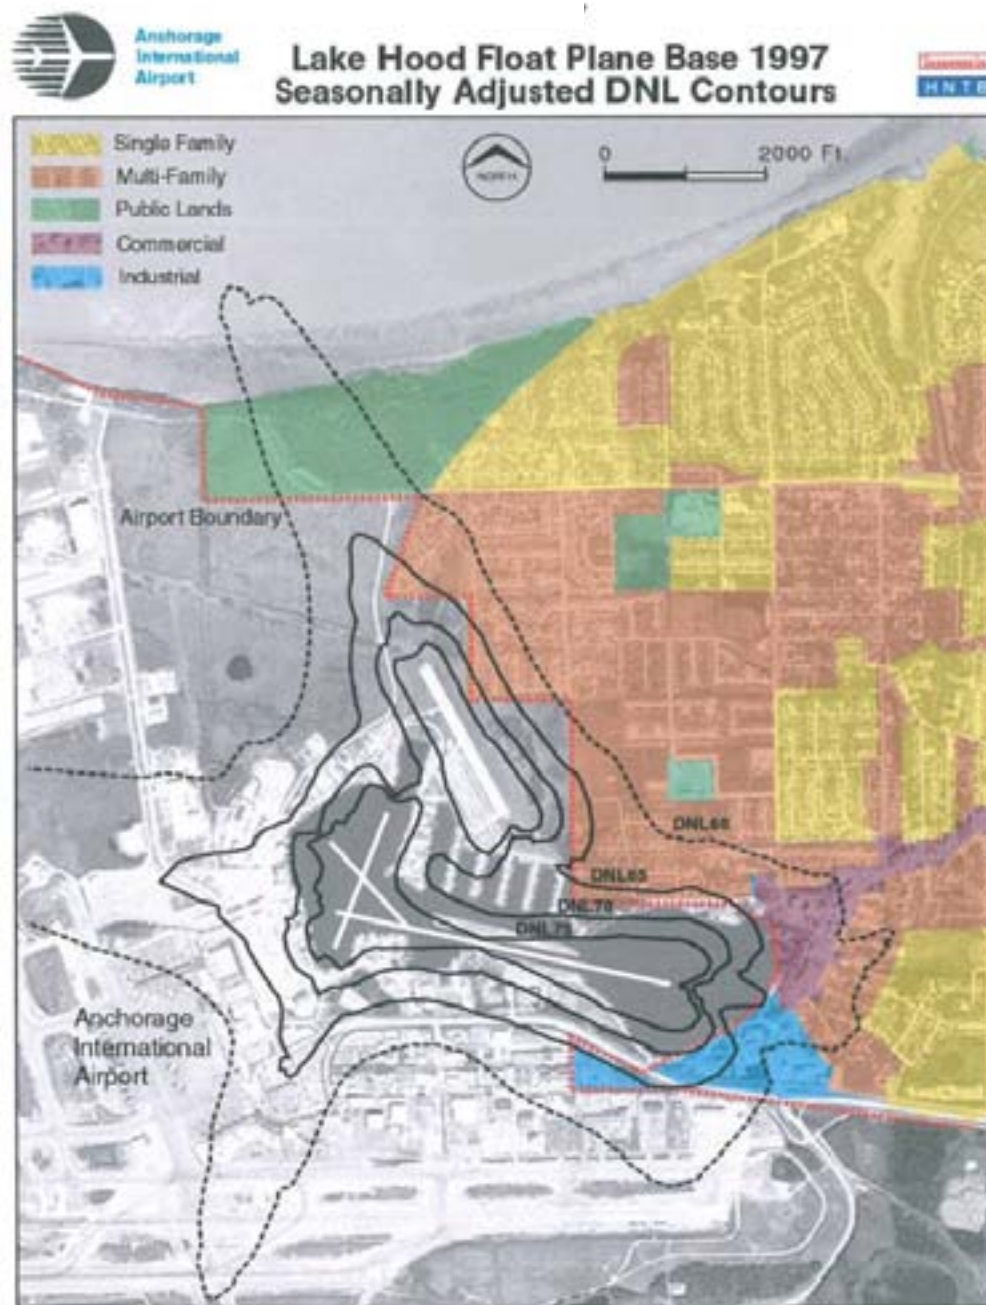 Anchorage
International
Airport
Lake Hood Float Plane Base 1997
Seasonally Adjusted DNL Contours
HNTB
Single Family
Multi-Family
Public Lands
Commercial
Industrial
NORTH
0 2000 Ft.
Airport Boundary
DNL60
DNL65
DNL70
DNL75
Anchorage
International
Airport